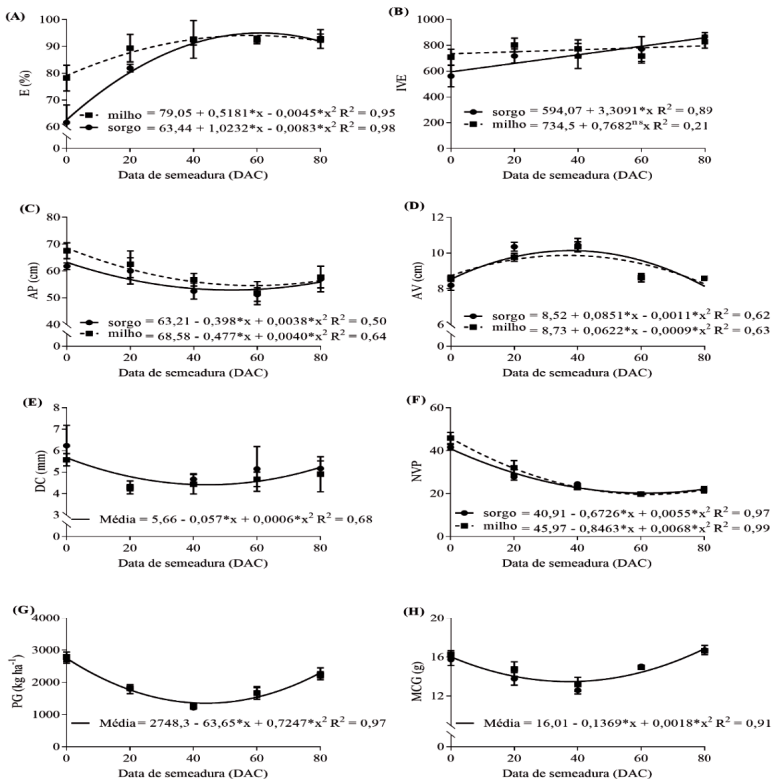 (A)
E (%)
100
90
80
70
60
0
milho = 79,05 + 0,5181*x - 0,0045*x² R² = 0,95
sorgo = 63,44 + 1,0232*x - 0,0083*x² R² = 0,98
0 20 40 60 80
Data de semeadura (DAC)
(B)
IVE
1000
800
600
400
200
0
sorgo = 594,07 + 3,3091*x R² = 0,89
milho = 734,5 + 0,7682ⁿˢx R² = 0,21
0 20 40 60 80
Data de semeadura (DAC)
(C)
AP (cm)
80
70
60
50
40
0
sorgo = 63,21 - 0,398*x + 0,0038*x² R² = 0,50
milho = 68,58 - 0,477*x + 0,0040*x² R² = 0,64
0 20 40 60 80
Data de semeadura (DAC)
(D)
AV (cm)
12
10
8
6
0
sorgo = 8,52 + 0,0851*x - 0,0011*x² R² = 0,62
milho = 8,73 + 0,0622*x - 0,0009*x² R² = 0,63
0 20 40 60 80
Data de semeadura (DAC)
(E)
DC (mm)
8
7
6
5
4
3
0
Média = 5,66 - 0,057*x + 0,0006*x² R² = 0,68
0 20 40 60 80
Data de semeadura (DAC)
(F)
NVP
60
40
20
0
sorgo = 40,91 - 0,6726*x + 0,0055*x² R² = 0,97
milho = 45,97 - 0,8463*x + 0,0068*x² R² = 0,99
0 20 40 60 80
Data de semeadura (DAC)
(G)
PG (kg ha⁻¹)
4000
3000
2000
1000
0
Média = 2748,3 - 63,65*x + 0,7247*x² R² = 0,97
0 20 40 60 80
Data de semeadura (DAC)
(H)
MCG (g)
20
16
12
0
Média = 16,01 - 0,1369*x + 0,0018*x² R² = 0,91
0 20 40 60 80
Data de semeadura (DAC)